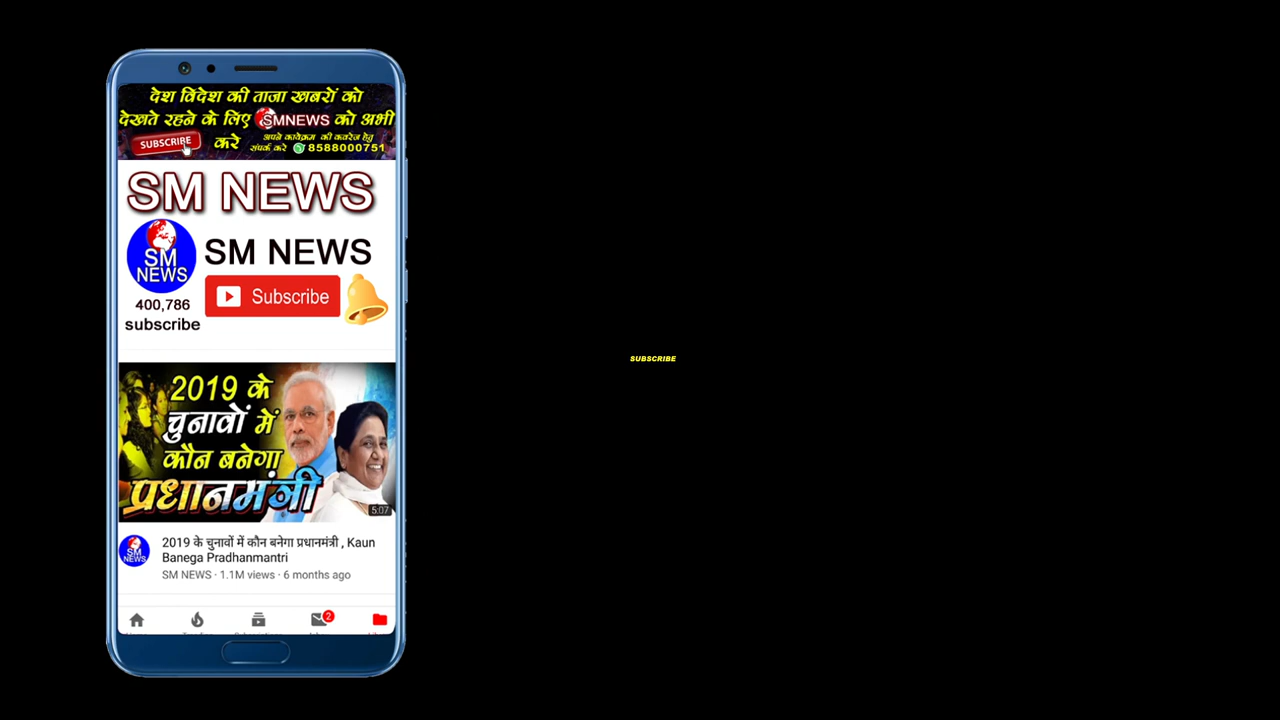 देश विदेश की ताजा खबरों को
देखते रहने के लिए SMNEWS को अभी
SUBSCRIBE करे
अपने कार्यक्रम की कवरेज हेतु
संपर्क करे 8588000751
SM NEWS
SM NEWS
SM NEWS
Subscribe
400,786
subscribe
SUBSCRIBE
2019 के
चुनावों में
कौन बनेगा
प्रधानमंत्री
5:07
SM NEWS
2019 के चुनावों में कौन बनेगा प्रधानमंत्री , Kaun
Banega Pradhanmantri
SM NEWS · 1.1M views · 6 months ago
2